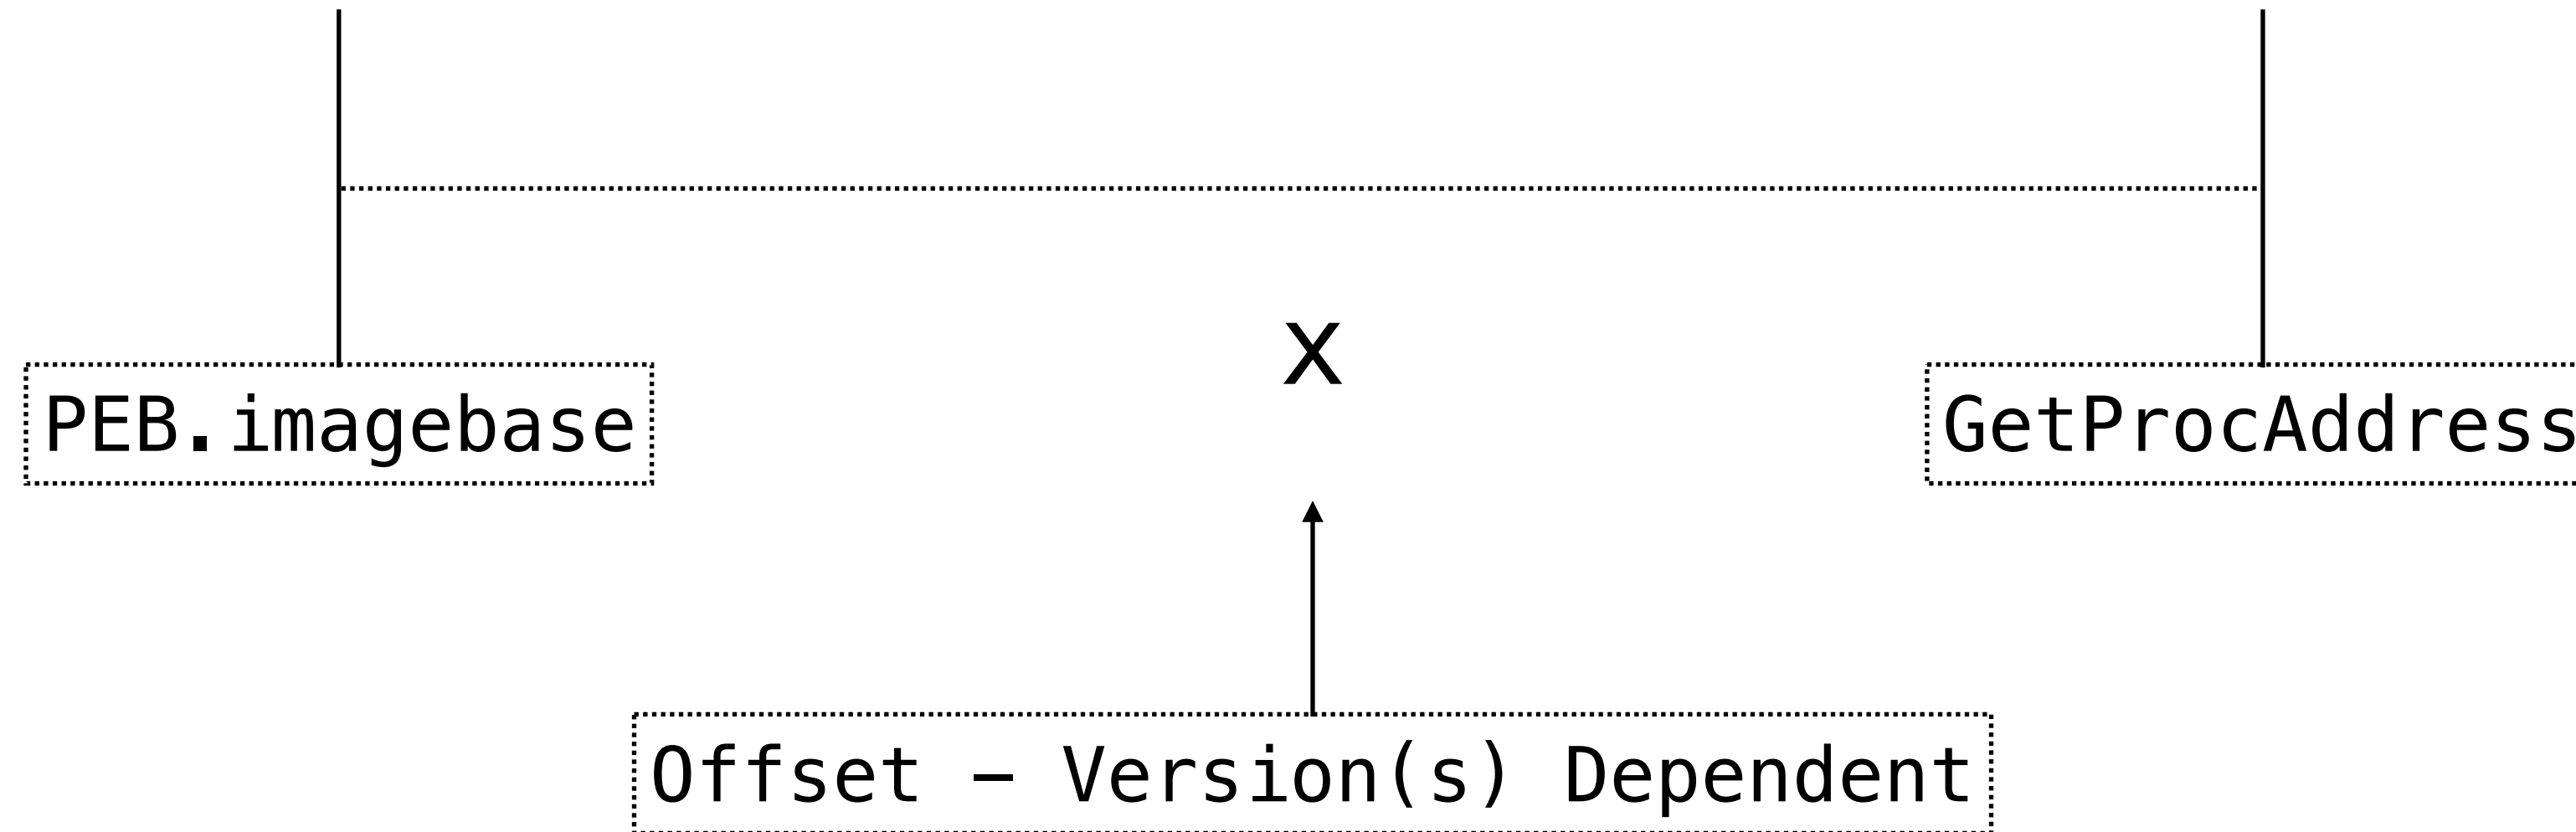 x
PEB.imagebase
GetProcAddress
Offset – Version(s) Dependent